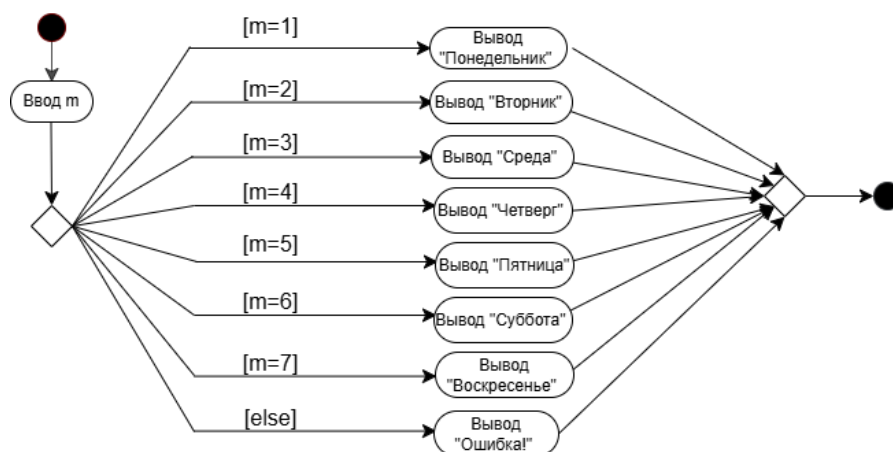 [m=1]
Вывод
"Понедельник"
Ввод m
[m=2]
Вывод "Вторник"
[m=3]
Вывод "Среда"
[m=4]
Вывод "Четверг"
[m=5]
Вывод "Пятница"
[m=6]
Вывод "Суббота"
[m=7]
Вывод
"Воскресенье"
[else]
Вывод
"Ошибка!"